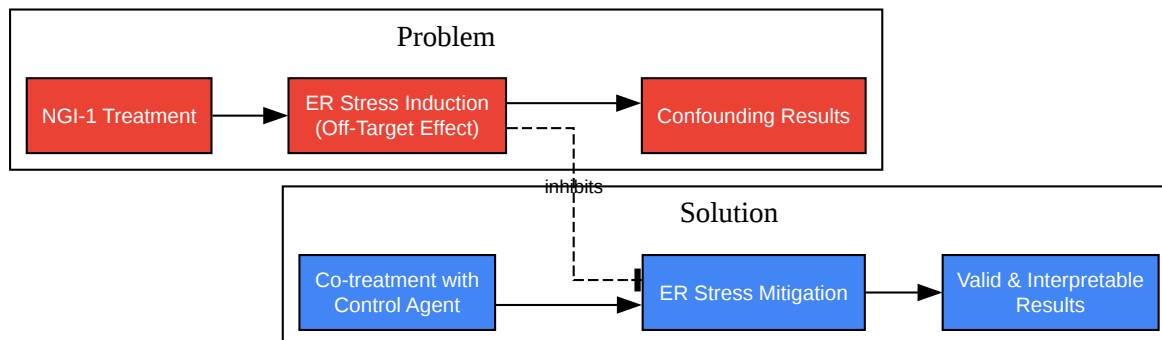 Problem
NGI-1 Treatment
ER Stress Induction
(Off-Target Effect)
Confounding Results
inhibits
Solution
Co-treatment with
Control Agent
ER Stress Mitigation
Valid & Interpretable
Results